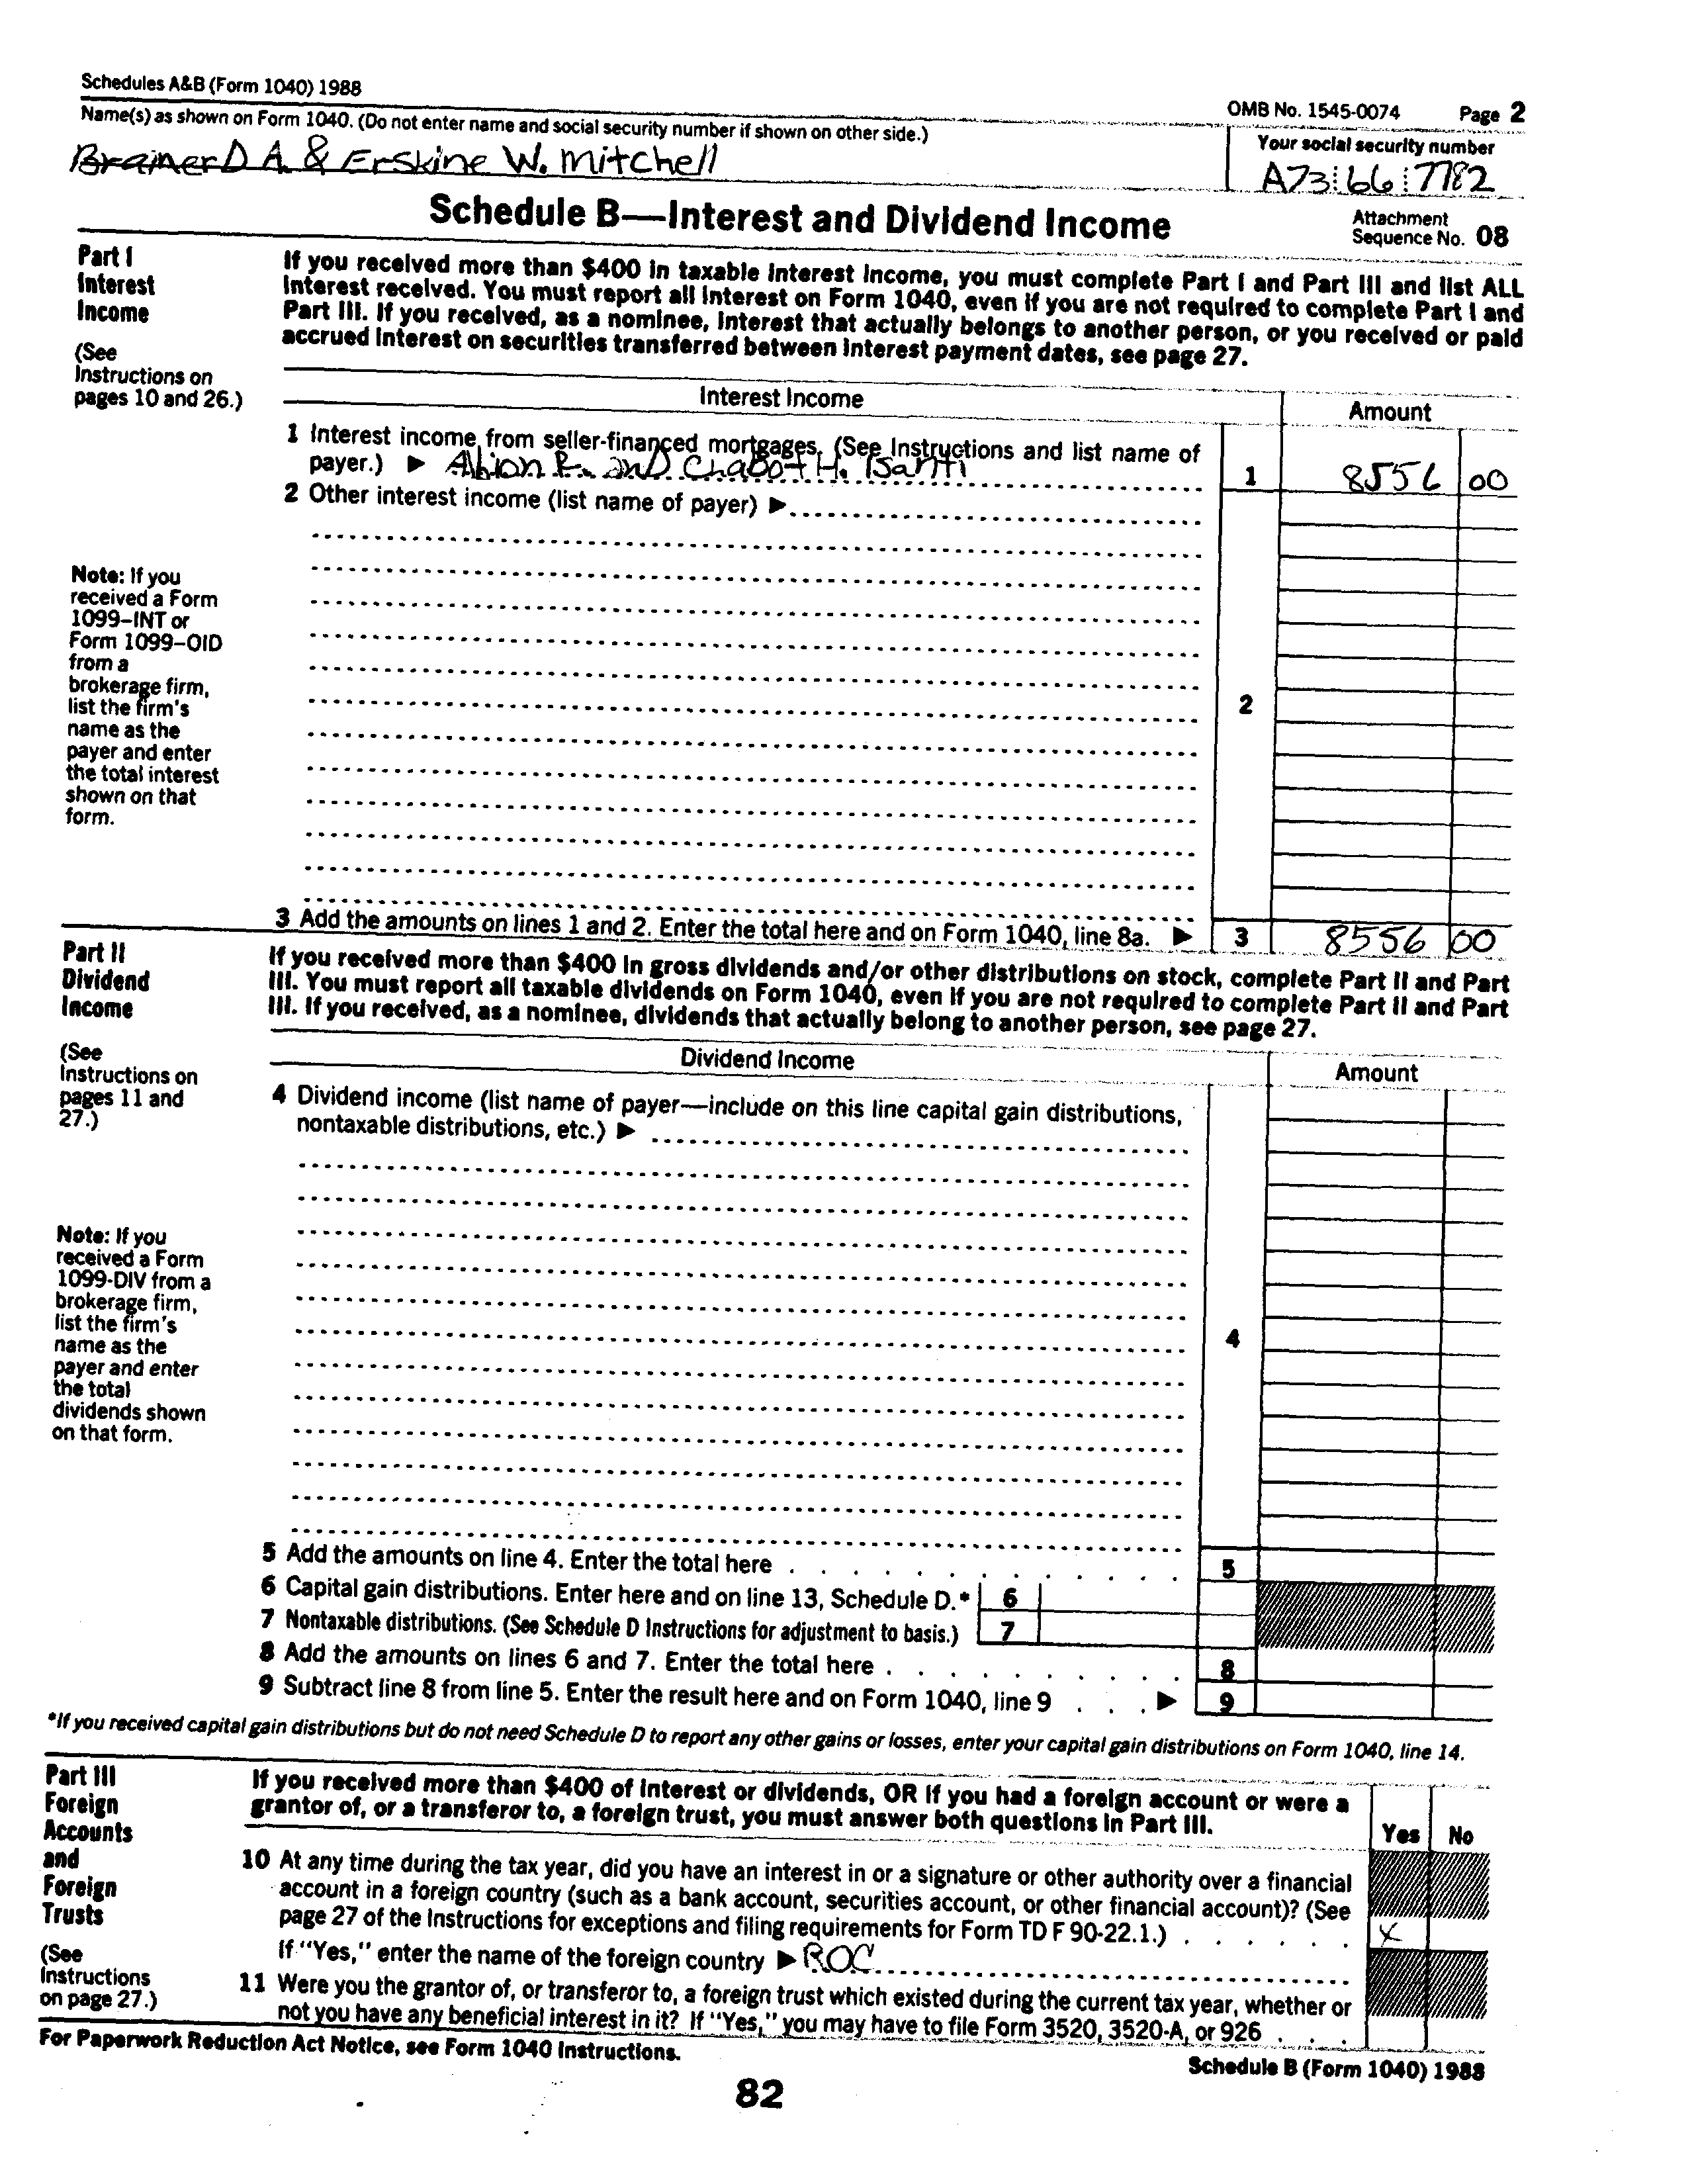 Schedules A&B (Form 1040) 1988
OMB No. 1545-0074 Page 2
Name(s) as shown on Form 1040. (Do not enter name and social security number if shown on other side.)
Your social security number
BrainerD A. & Erskine W. Mitchell
A73 66 7782
Schedule B—Interest and Dividend Income
Attachment
Sequence No. 08
Part I
Interest
Income
(See
Instructions on
pages 10 and 26.)
If you received more than $400 in taxable interest income, you must complete Part I and Part III and list ALL
interest received. You must report all interest on Form 1040, even if you are not required to complete Part I and
Part III. If you received, as a nominee, interest that actually belongs to another person, or you received or paid
accrued interest on securities transferred between interest payment dates, see page 27.
Interest Income
Amount
1 Interest income from seller-financed mortgages. (See Instructions and list name of
payer.) ▶ Albion R. and Chabot H. Isanti
1 8556 00
2 Other interest income (list name of payer) ▶
Note: If you
received a Form
1099–INT or
Form 1099–OID
from a
brokerage firm,
list the firm's
name as the
payer and enter
the total interest
shown on that
form.
2
3 Add the amounts on lines 1 and 2. Enter the total here and on Form 1040, line 8a. ▶ 3 8556 00
Part II
Dividend
Income
(See
Instructions on
pages 11 and
27.)
If you received more than $400 in gross dividends and/or other distributions on stock, complete Part II and Part
III. You must report all taxable dividends on Form 1040, even if you are not required to complete Part II and Part
III. If you received, as a nominee, dividends that actually belong to another person, see page 27.
Dividend Income
Amount
4 Dividend income (list name of payer—include on this line capital gain distributions,
nontaxable distributions, etc.) ▶
Note: If you
received a Form
1099-DIV from a
brokerage firm,
list the firm's
name as the
payer and enter
the total
dividends shown
on that form.
4
5 Add the amounts on line 4. Enter the total here . . . . . . . . . . . . 5
6 Capital gain distributions. Enter here and on line 13, Schedule D.* 6
7 Nontaxable distributions. (See Schedule D Instructions for adjustment to basis.) 7
8 Add the amounts on lines 6 and 7. Enter the total here . . . . . . . . . . 8
9 Subtract line 8 from line 5. Enter the result here and on Form 1040, line 9 . . . ▶ 9
*If you received capital gain distributions but do not need Schedule D to report any other gains or losses, enter your capital gain distributions on Form 1040, line 14.
Part III
Foreign
Accounts
and
Foreign
Trusts
(See
Instructions
on page 27.)
If you received more than $400 of interest or dividends, OR if you had a foreign account or were a
grantor of, or a transferor to, a foreign trust, you must answer both questions in Part III.
Yes No
10 At any time during the tax year, did you have an interest in or a signature or other authority over a financial
account in a foreign country (such as a bank account, securities account, or other financial account)? (See
page 27 of the Instructions for exceptions and filing requirements for Form TD F 90-22.1.) . . . . . . X
If "Yes," enter the name of the foreign country ▶ ROC
11 Were you the grantor of, or transferor to, a foreign trust which existed during the current tax year, whether or
not you have any beneficial interest in it? If "Yes," you may have to file Form 3520, 3520-A, or 926 . . .
For Paperwork Reduction Act Notice, see Form 1040 Instructions.
Schedule B (Form 1040) 1988
82